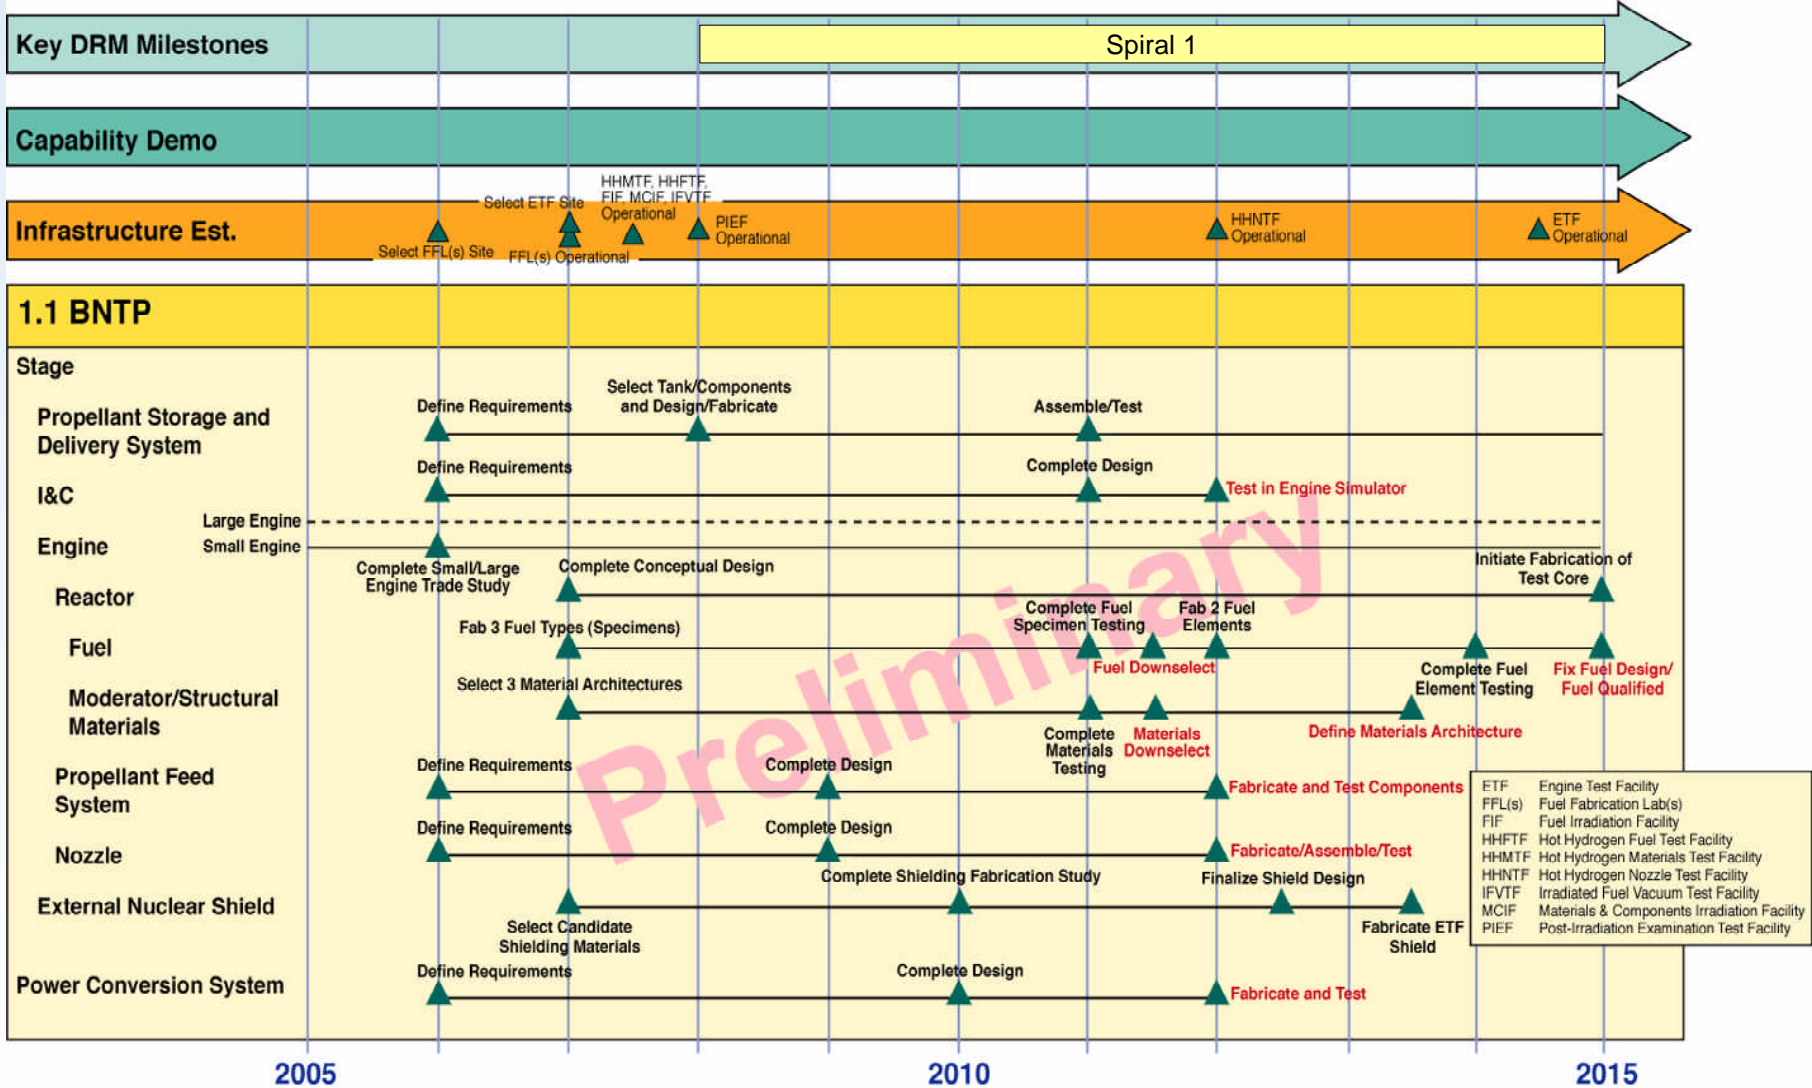 Key DRM Milestones
Spiral 1
Capability Demo
Infrastructure Est.
Select FFL(s) Site
Select ETF Site
FFL(s) Operational
HHMTF, HHFTF,
FIF, MCIF, IFVTF
Operational
PIEF
Operational
HHNTF
Operational
ETF
Operational
1.1 BNTP
Stage
Propellant Storage and
Delivery System
Define Requirements
Select Tank/Components
and Design/Fabricate
Assemble/Test
I&C
Define Requirements
Complete Design
Test in Engine Simulator
Large Engine
Engine
Small Engine
Complete Small/Large
Engine Trade Study
Reactor
Complete Conceptual Design
Initiate Fabrication of
Test Core
Fuel
Fab 3 Fuel Types (Specimens)
Complete Fuel
Specimen Testing
Fuel Downselect
Fab 2 Fuel
Elements
Complete Fuel
Element Testing
Fix Fuel Design/
Fuel Qualified
Moderator/Structural
Materials
Select 3 Material Architectures
Complete
Materials
Testing
Materials
Downselect
Define Materials Architecture
Propellant Feed
System
Define Requirements
Complete Design
Fabricate and Test Components
Nozzle
Define Requirements
Complete Design
Fabricate/Assemble/Test
External Nuclear Shield
Select Candidate
Shielding Materials
Complete Shielding Fabrication Study
Finalize Shield Design
Fabricate ETF
Shield
Power Conversion System
Define Requirements
Complete Design
Fabricate and Test
Preliminary
ETF Engine Test Facility
FFL(s) Fuel Fabrication Lab(s)
FIF Fuel Irradiation Facility
HHFTF Hot Hydrogen Fuel Test Facility
HHMTF Hot Hydrogen Materials Test Facility
HHNTF Hot Hydrogen Nozzle Test Facility
IFVTF Irradiated Fuel Vacuum Test Facility
MCIF Materials & Components Irradiation Facility
PIEF Post-Irradiation Examination Test Facility
2005
2010
2015